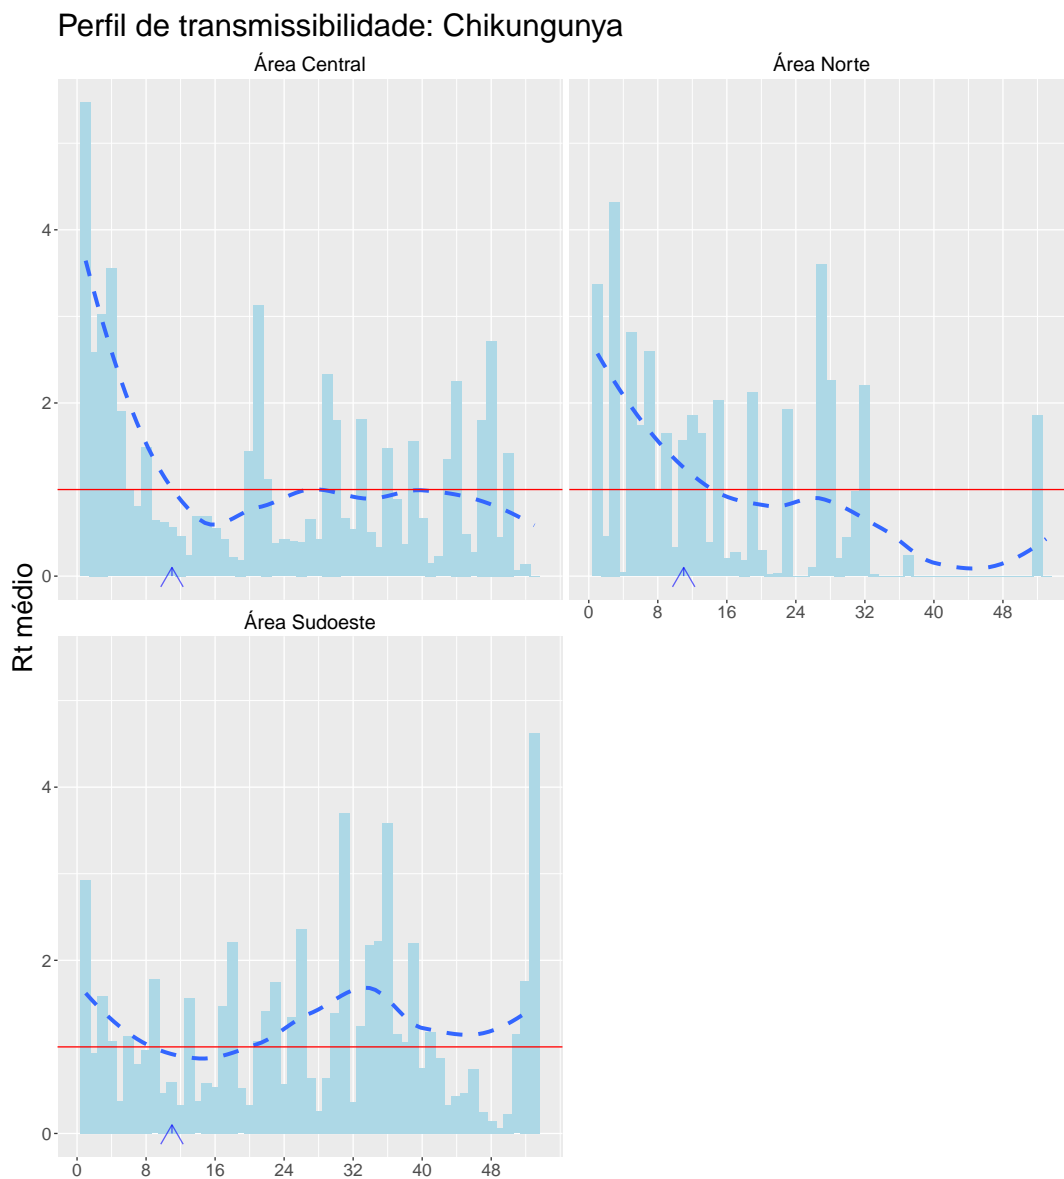 Perfil de transmissibilidade: Chikungunya
Área Central
Área Norte
4
2
0
0 8 16 24 32 40 48
Área Sudoeste
Rt médio
4
2
0
0 8 16 24 32 40 48